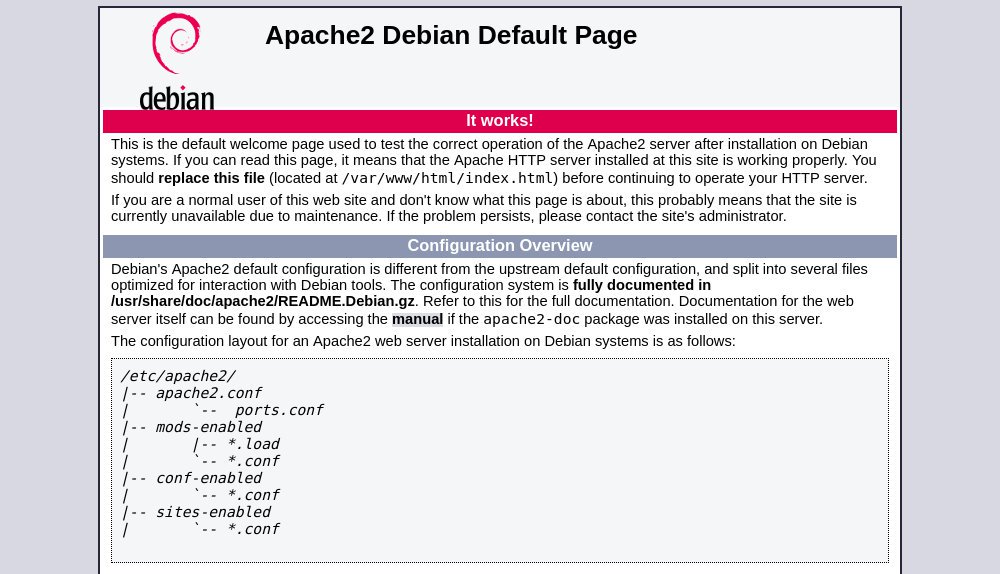 debian
Apache2 Debian Default Page
It works!
This is the default welcome page used to test the correct operation of the Apache2 server after installation on Debian
systems. If you can read this page, it means that the Apache HTTP server installed at this site is working properly. You
should replace this file (located at /var/www/html/index.html) before continuing to operate your HTTP server.
If you are a normal user of this web site and don't know what this page is about, this probably means that the site is
currently unavailable due to maintenance. If the problem persists, please contact the site's administrator.
Configuration Overview
Debian's Apache2 default configuration is different from the upstream default configuration, and split into several files
optimized for interaction with Debian tools. The configuration system is fully documented in
/usr/share/doc/apache2/README.Debian.gz. Refer to this for the full documentation. Documentation for the web
server itself can be found by accessing the manual if the apache2-doc package was installed on this server.
The configuration layout for an Apache2 web server installation on Debian systems is as follows:
/etc/apache2/
|-- apache2.conf
|       `--  ports.conf
|-- mods-enabled
|       |-- *.load
|       `-- *.conf
|-- conf-enabled
|       `-- *.conf
|-- sites-enabled
|       `-- *.conf